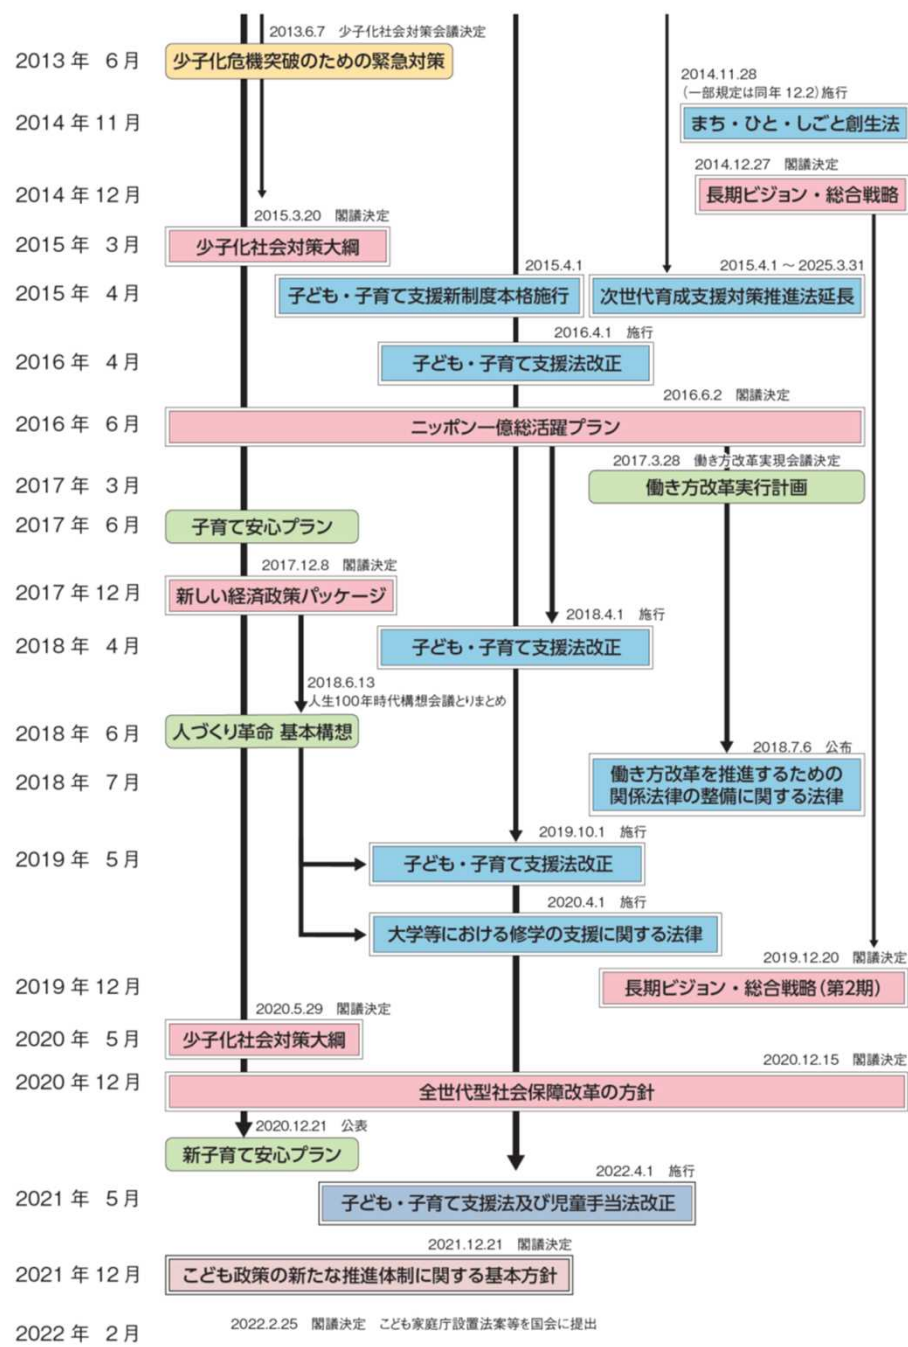 2013.6.7 少子化社会対策会議決定
2013年 6月
少子化危機突破のための緊急対策
2014.11.28
（一部規定は同年 12.2）施行
2014年11月
まち・ひと・しごと創生法
2014.12.27 閣議決定
2014年12月
長期ビジョン・総合戦略
2015.3.20 閣議決定
2015年 3月
少子化社会対策大綱
2015.4.1
2015.4.1 ～ 2025.3.31
2015年 4月
子ども・子育て支援新制度本格施行
次世代育成支援対策推進法延長
2016.4.1 施行
2016年 4月
子ども・子育て支援法改正
2016.6.2 閣議決定
2016年 6月
ニッポン一億総活躍プラン
2017.3.28 働き方改革実現会議決定
2017年 3月
働き方改革実行計画
2017年 6月
子育て安心プラン
2017.12.8 閣議決定
2017年12月
新しい経済政策パッケージ
2018.4.1 施行
2018年 4月
子ども・子育て支援法改正
2018.6.13
人生100年時代構想会議とりまとめ
2018年 6月
人づくり革命 基本構想
2018.7.6 公布
2018年 7月
働き方改革を推進するための
関係法律の整備に関する法律
2019.10.1 施行
2019年 5月
子ども・子育て支援法改正
2020.4.1 施行
大学等における修学の支援に関する法律
2019.12.20 閣議決定
2019年12月
長期ビジョン・総合戦略（第2期）
2020.5.29 閣議決定
2020年 5月
少子化社会対策大綱
2020.12.15 閣議決定
2020年12月
全世代型社会保障改革の方針
2020.12.21 公表
新子育て安心プラン
2022.4.1 施行
2021年 5月
子ども・子育て支援法及び児童手当法改正
2021.12.21 閣議決定
2021年12月
こども政策の新たな推進体制に関する基本方針
2022.2.25 閣議決定 こども家庭庁設置法案等を国会に提出
2022年 2月